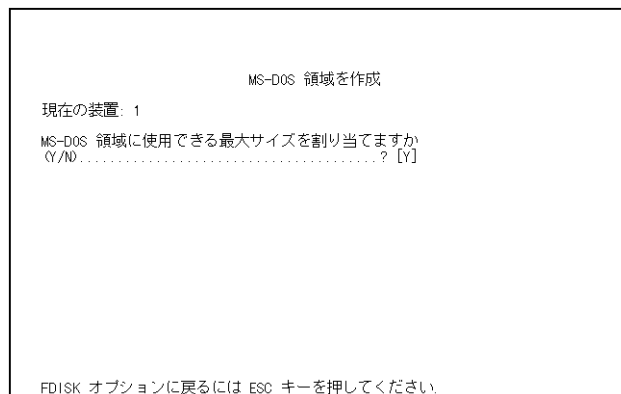 MS-DOS 領域を作成
現在の装置: 1
MS-DOS 領域に使用できる最大サイズを割り当てますか
(Y/N).......................................? [Y]
FDISK オプションに戻るには ESC キーを押してください.